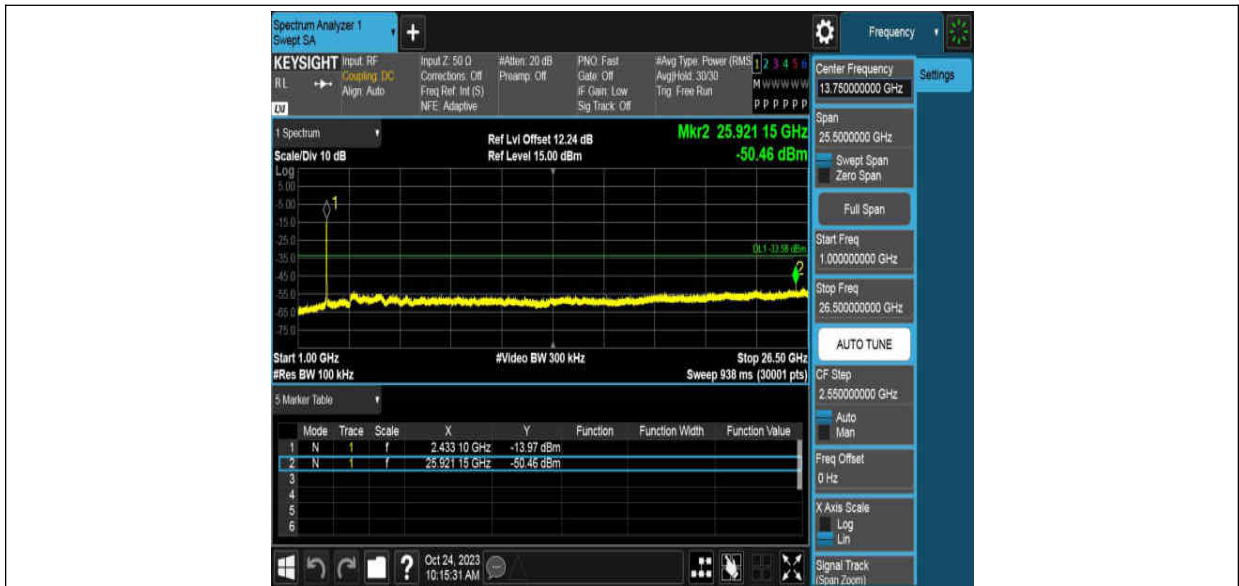 Spectrum Analyzer 1
Swept SA
+
Frequency
KEYSIGHT
RL
LXI
Input: RF
Coupling: DC
Align: Auto
Input Z: 50 Ω
Corrections: Off
Freq Ref: Int (S)
NFE: Adaptive
#Atten: 20 dB
Preamp: Off
PNO: Fast
Gate: Off
IF Gain: Low
Sig Track: Off
#Avg Type: Power (RMS
Avg|Hold: 30/30
Trig: Free Run
1 2 3 4 5 6
M W W W W W
P P P P P P
Center Frequency
13.750000000 GHz
Settings
Span
25.5000000 GHz
Swept Span
Zero Span
Full Span
Start Freq
1.000000000 GHz
Stop Freq
26.500000000 GHz
AUTO TUNE
CF Step
2.550000000 GHz
Auto
Man
Freq Offset
0 Hz
X Axis Scale
Log
Lin
Signal Track
(Span Zoom)
1 Spectrum
Scale/Div 10 dB
Ref Lvl Offset 12.24 dB
Ref Level 15.00 dBm
Mkr2 25.921 15 GHz
-50.46 dBm
Log
5.00
-5.00
-15.0
-25.0
-35.0
-45.0
-55.0
-65.0
-75.0
1
DL1 -33.58 dBm
2
Start 1.00 GHz
#Res BW 100 kHz
#Video BW 300 kHz
Stop 26.50 GHz
Sweep 938 ms (30001 pts)
5 Marker Table
Mode Trace Scale X Y Function Function Width Function Value
1 N 1 f 2.433 10 GHz -13.97 dBm
2 N 1 f 25.921 15 GHz -50.46 dBm
3
4
5
6
?
Oct 24, 2023
10:15:31 AM